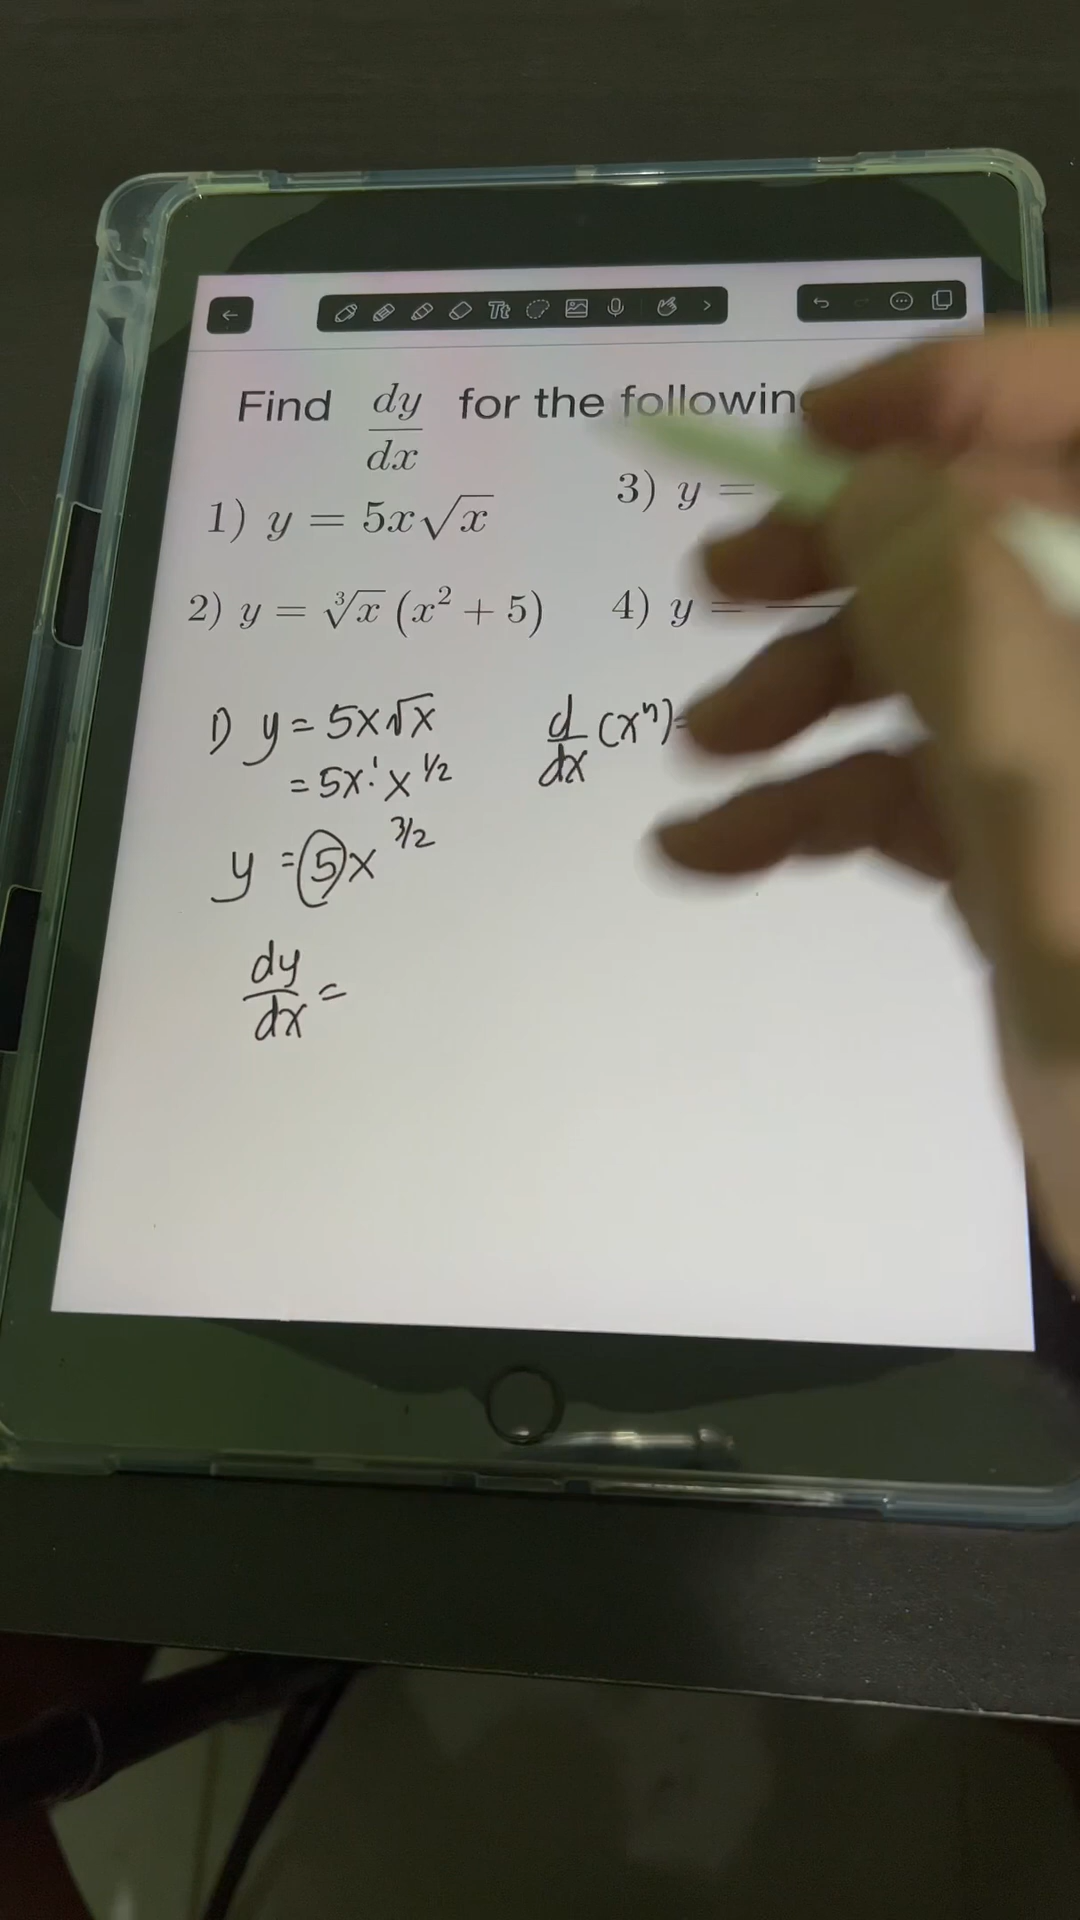 Find dy/dx for the following
1) y = 5x√x
3) y =
2) y = ∛x (x² + 5)
4) y =
1) y = 5x√x
= 5x¹·x^1/2
y = 5x^3/2
dy/dx =
d/dx (xⁿ) =